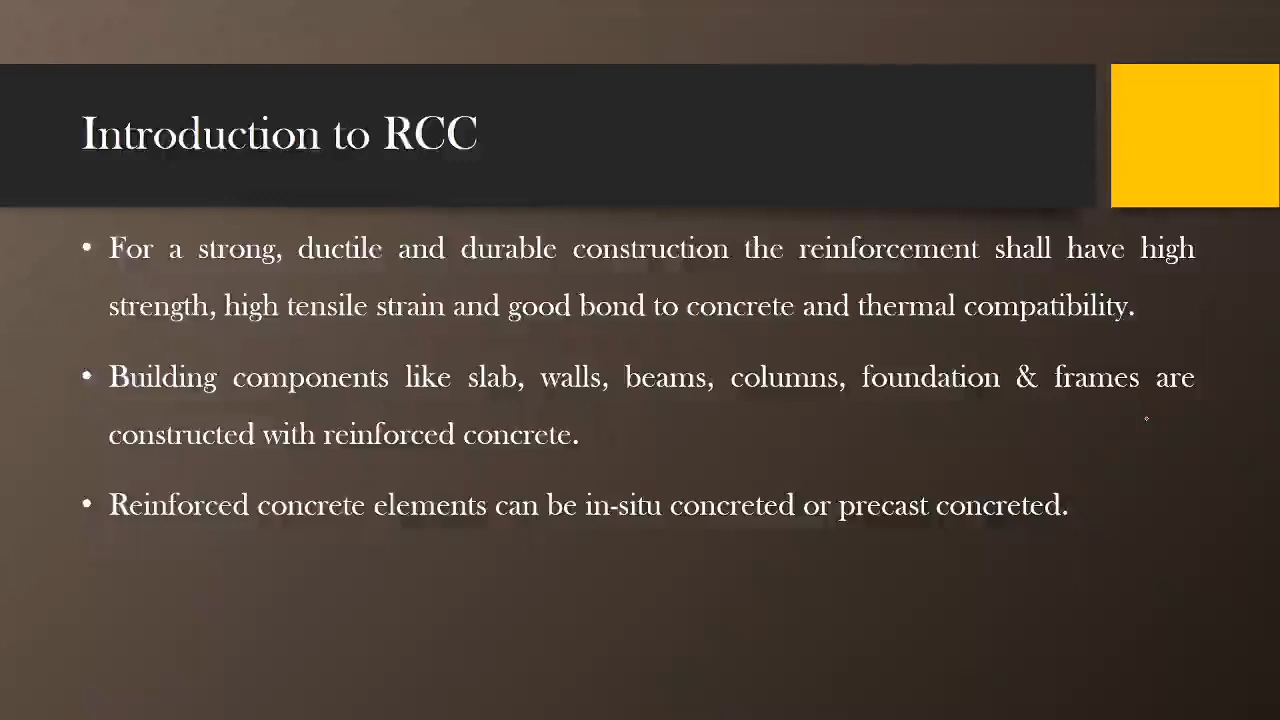 Introduction to RCC
• For a strong, ductile and durable construction the reinforcement shall have high
strength, high tensile strain and good bond to concrete and thermal compatibility.
• Building components like slab, walls, beams, columns, foundation & frames are
constructed with reinforced concrete.
• Reinforced concrete elements can be in-situ concreted or precast concreted.